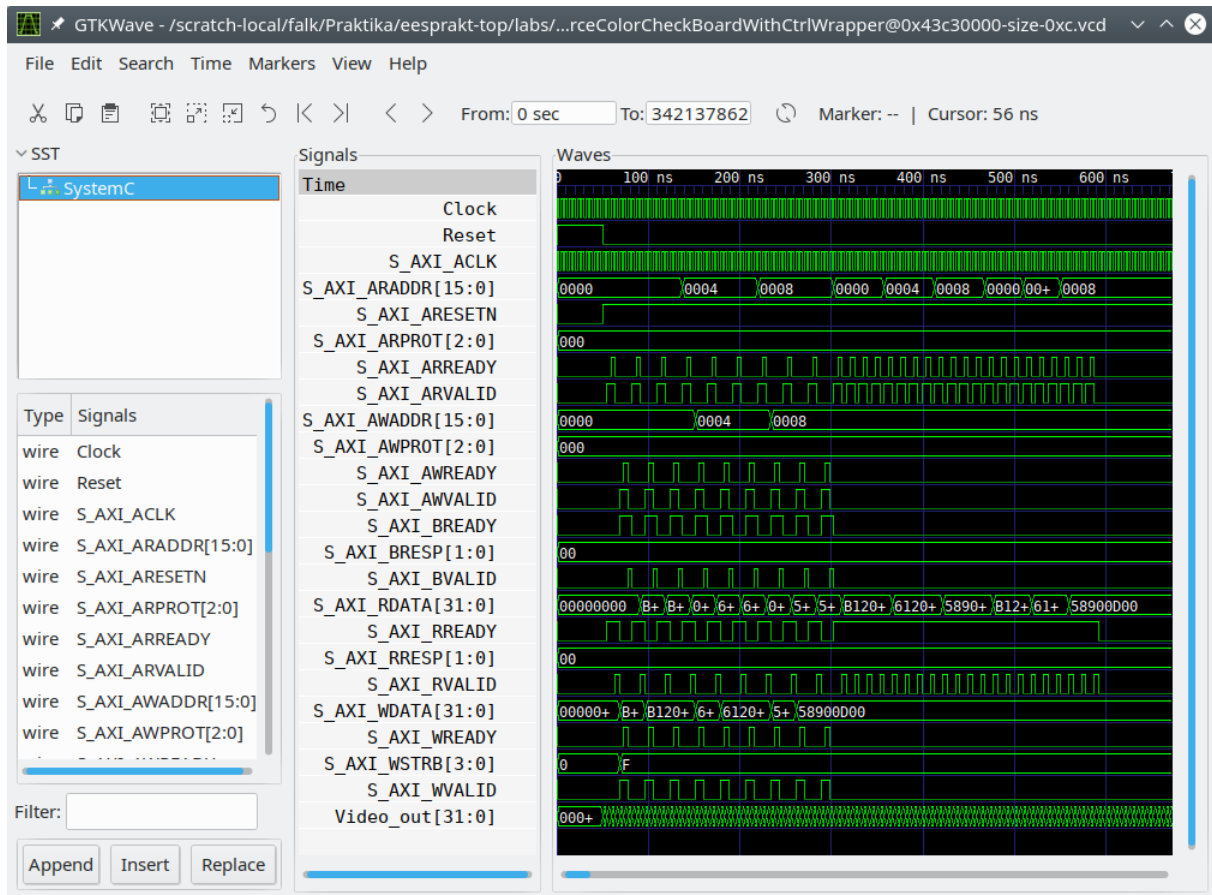 GTKWave - /scratch-local/falk/Praktika/eesprakt-top/labs/...rceColorCheckBoardWithCtrlWrapper@0x43c30000-size-0xc.vcd
File Edit Search Time Markers View Help
From: 0 sec To: 342137862 Marker: -- | Cursor: 56 ns
SST
SystemC
Type Signals
wire Clock
wire Reset
wire S_AXI_ACLK
wire S_AXI_ARADDR[15:0]
wire S_AXI_ARESETN
wire S_AXI_ARPROT[2:0]
wire S_AXI_ARREADY
wire S_AXI_ARVALID
wire S_AXI_AWADDR[15:0]
wire S_AXI_AWPROT[2:0]
Filter:
Append Insert Replace
Signals
Time
Clock
Reset
S_AXI_ACLK
S_AXI_ARADDR[15:0]
S_AXI_ARESETN
S_AXI_ARPROT[2:0]
S_AXI_ARREADY
S_AXI_ARVALID
S_AXI_AWADDR[15:0]
S_AXI_AWPROT[2:0]
S_AXI_AWREADY
S_AXI_AWVALID
S_AXI_BREADY
S_AXI_BRESP[1:0]
S_AXI_BVALID
S_AXI_RDATA[31:0]
S_AXI_RREADY
S_AXI_RRESP[1:0]
S_AXI_RVALID
S_AXI_WDATA[31:0]
S_AXI_WREADY
S_AXI_WSTRB[3:0]
S_AXI_WVALID
Video_out[31:0]
Waves
100 ns 200 ns 300 ns 400 ns 500 ns 600 ns
0000 0004 0008 0000 0004 0008 0000 00+ 0008
000
0000 0004 0008
000
00
00000000 B+ B+ 0+ 6+ 6+ 0+ 5+ 5+ B120+ 6120+ 5890+ B12+ 61+ 58900D00
00
00000+ B+ B120+ 6+ 6120+ 5+ 58900D00
0 F
000+